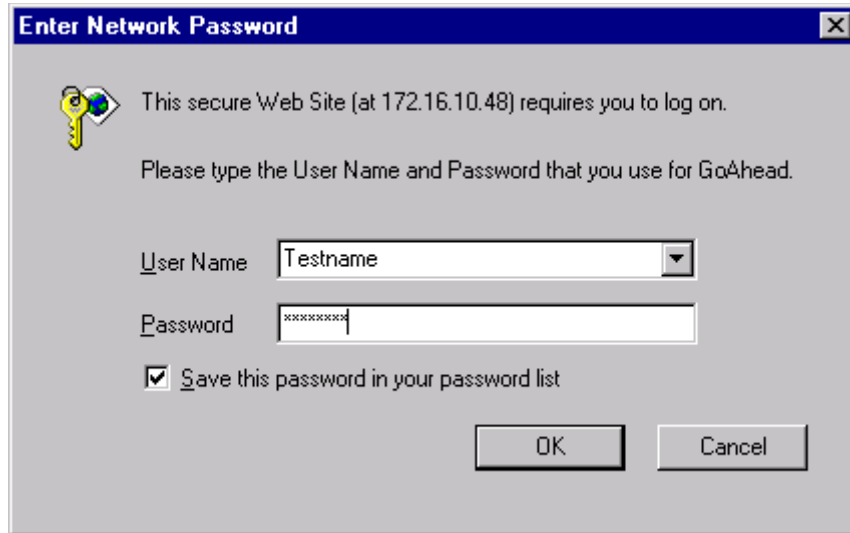 Enter Network Password
This secure Web Site (at 172.16.10.48) requires you to log on.
Please type the User Name and Password that you use for GoAhead.
User Name Testname
Password ********
Save this password in your password list
OK Cancel